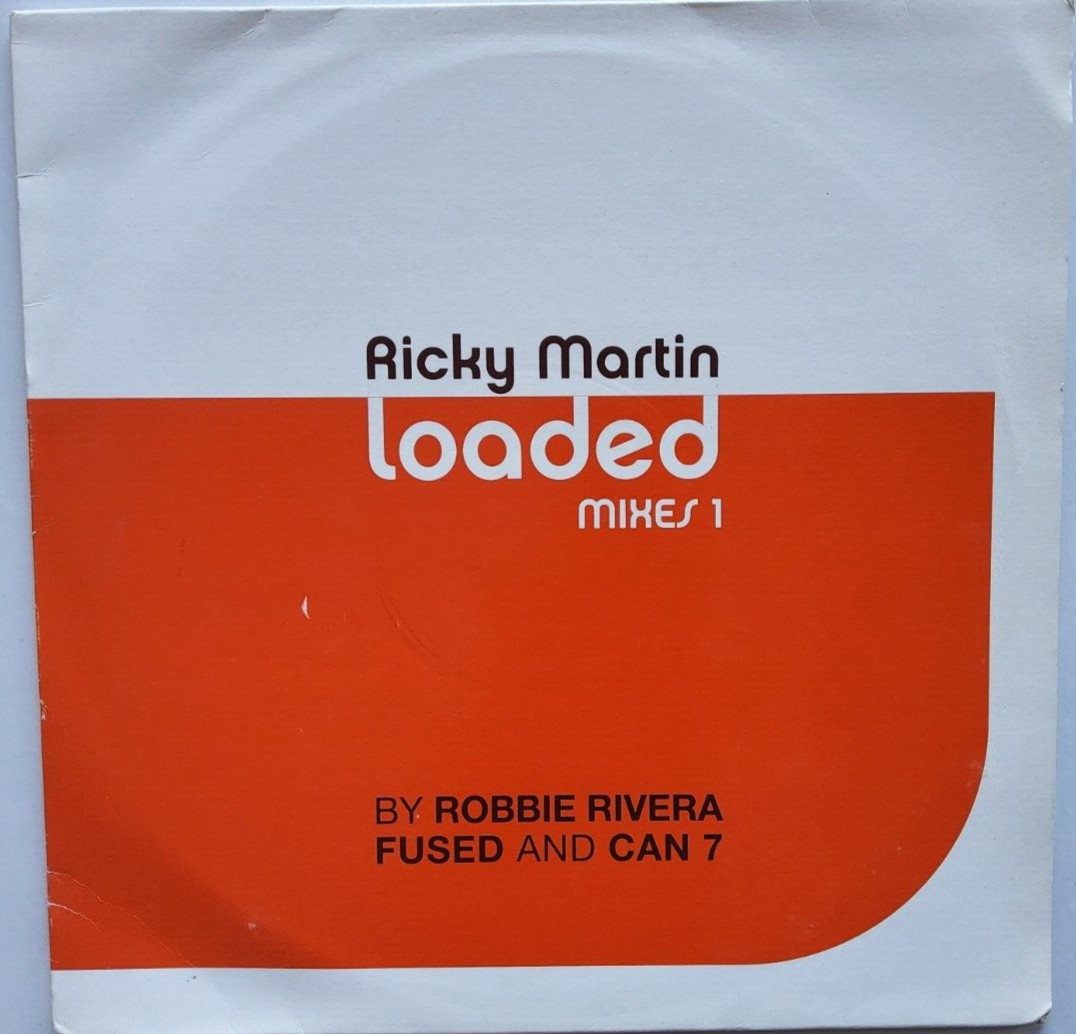 Ricky Martin
loaded
MIXES 1
BY ROBBIE RIVERA
FUSED AND CAN 7